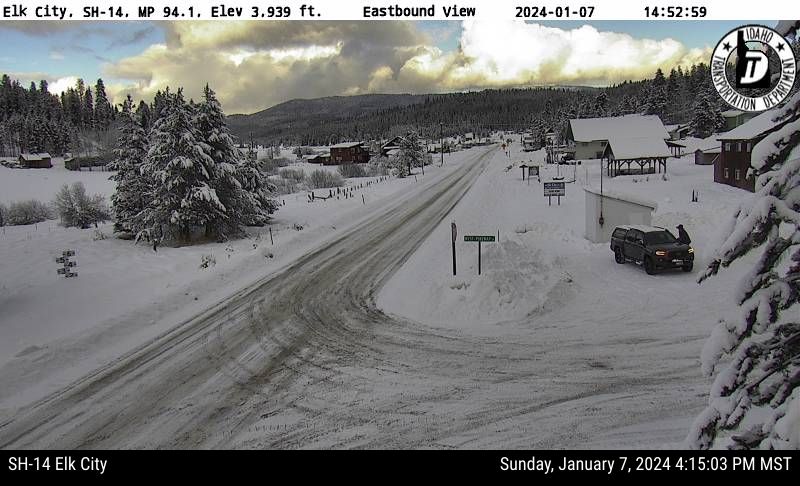 Elk City, SH-14, MP 94.1, Elev 3,939 ft. Eastbound View 2024-01-07 14:52:59
IDAHO
TRANSPORTATION DEPARTMENT
SH-14 Elk City Sunday, January 7, 2024 4:15:03 PM MST